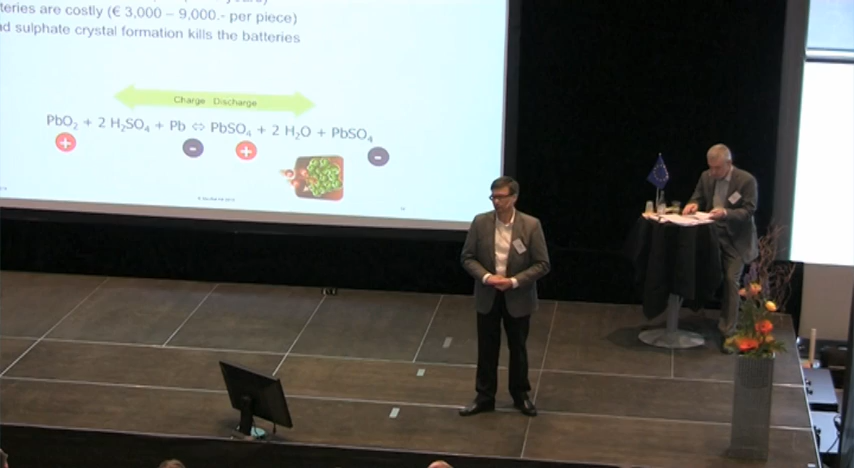 teries are costly (€ 3,000 – 9,000.- per piece)
d sulphate crystal formation kills the batteries
Charge Discharge
PbO₂ + 2 H₂SO₄ + Pb ⇔ PbSO₄ + 2 H₂O + PbSO₄
+ - + -